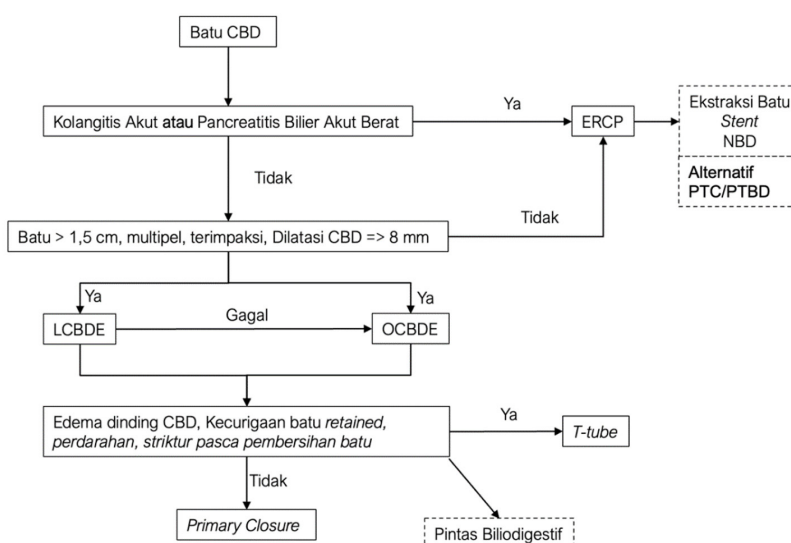 Batu CBD
Kolangitis Akut atau Pancreatitis Bilier Akut Berat
Ya
ERCP
Ekstraksi Batu
Stent
NBD
Alternatif
PTC/PTBD
Tidak
Tidak
Batu > 1,5 cm, multipel, terimpaksi, Dilatasi CBD => 8 mm
Ya
Ya
LCBDE
Gagal
OCBDE
Edema dinding CBD, Kecurigaan batu retained,
perdarahan, striktur pasca pembersihan batu
Ya
T-tube
Tidak
Primary Closure
Pintas Biliodigestif